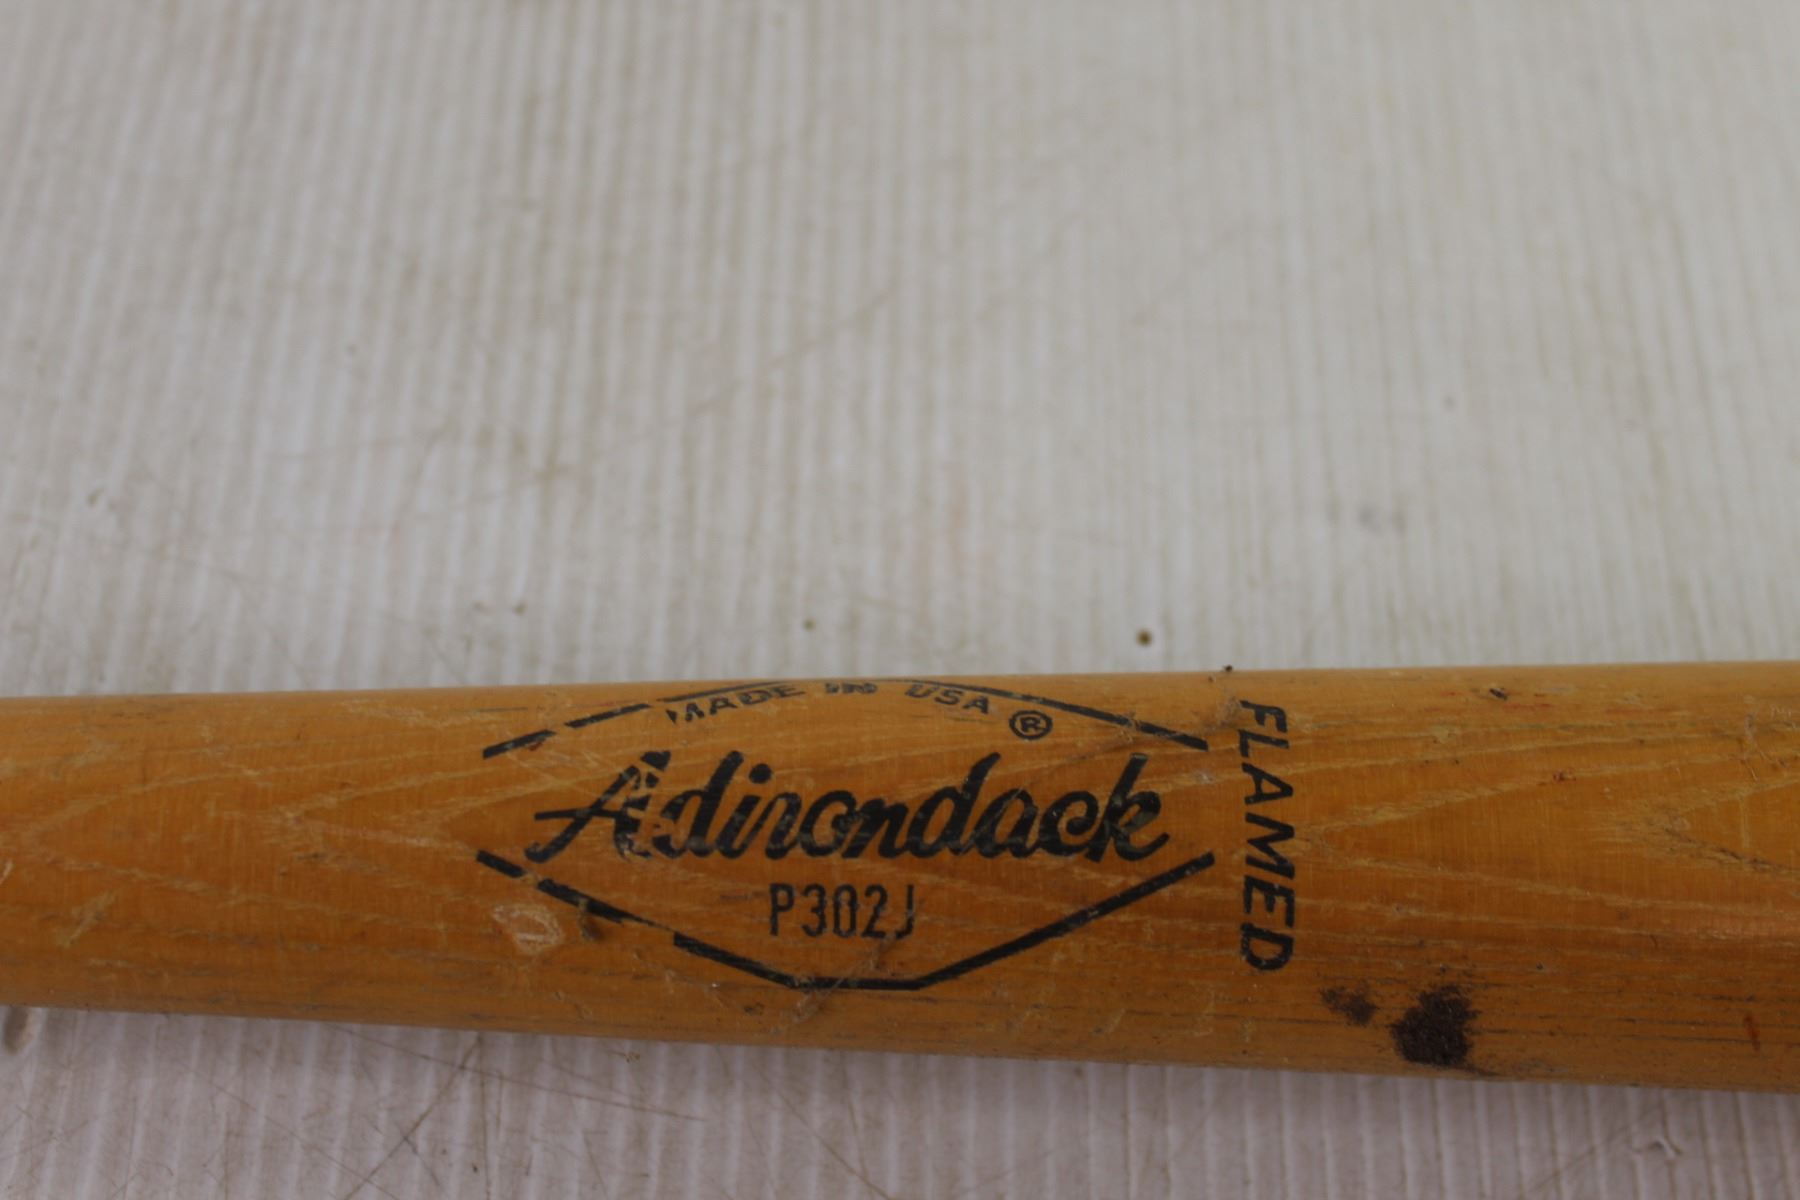 MADE IN USA ®
Adirondack
P302J
FLAMED